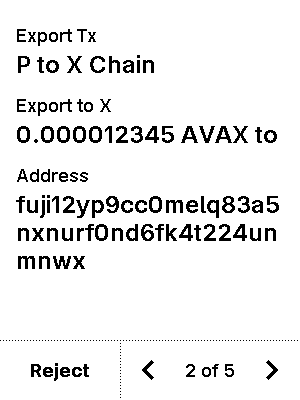 Export Tx
P to X Chain
Export to X
0.000012345 AVAX to
Address
fuji12yp9cc0melq83a5
nxnurf0nd6fk4t224un
mnwx
Reject
2 of 5